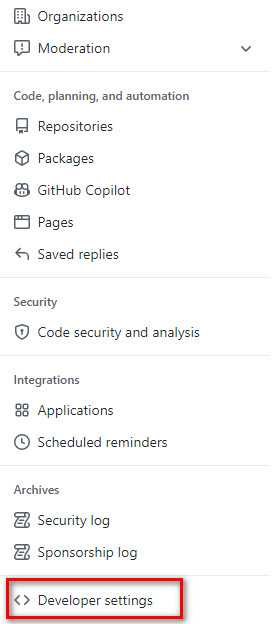 Organizations
Moderation
Code, planning, and automation
Repositories
Packages
GitHub Copilot
Pages
Saved replies
Security
Code security and analysis
Integrations
Applications
Scheduled reminders
Archives
Security log
Sponsorship log
Developer settings